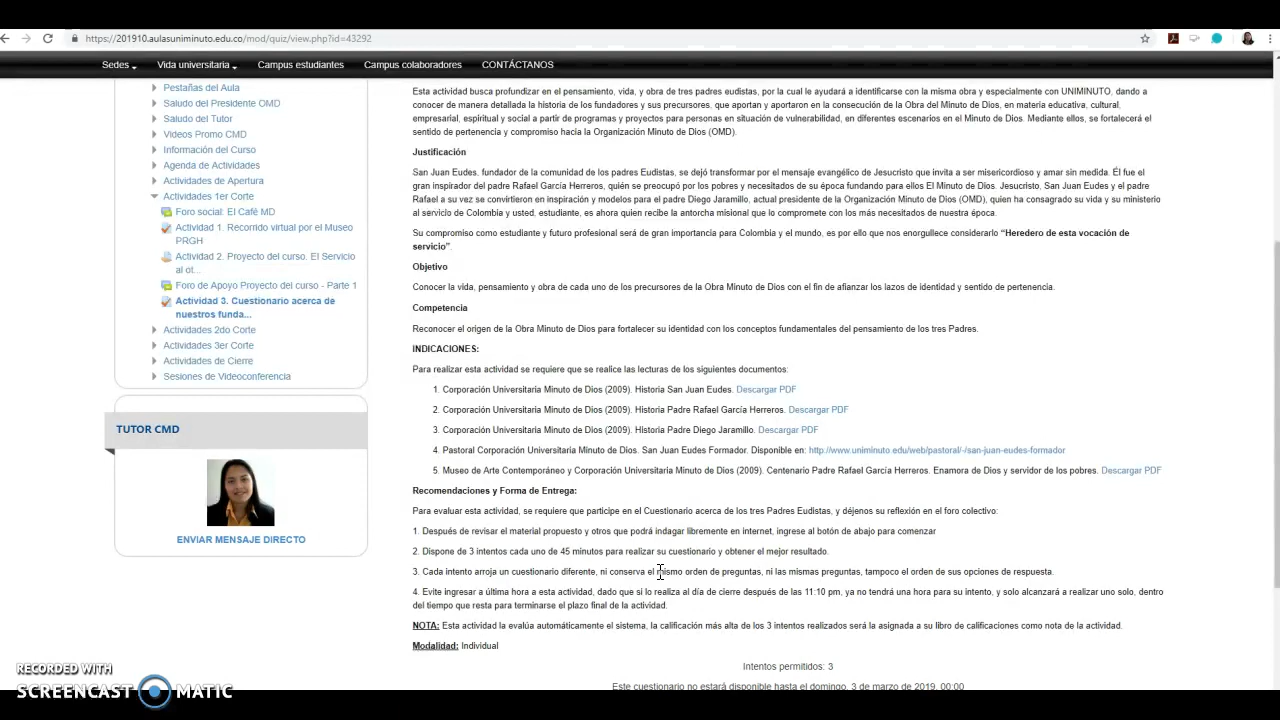 https://201910.aulasuniminuto.edu.co/mod/quiz/view.php?id=43292
Sedes Vida universitaria Campus estudiantes Campus colaboradores CONTÁCTANOS
Pestañas del Aula
Saludo del Presidente OMD
Saludo del Tutor
Videos Promo CMD
Información del Curso
Agenda de Actividades
Actividades de Apertura
Actividades 1er Corte
Foro social: El Café MD
Actividad 1. Recorrido virtual por el Museo
PRGH
Actividad 2. Proyecto del curso. El Servicio
al ot...
Foro de Apoyo Proyecto del curso - Parte 1
Actividad 3. Cuestionario acerca de
nuestros funda...
Actividades 2do Corte
Actividades 3er Corte
Actividades de Cierre
Sesiones de Videoconferencia
TUTOR CMD
ENVIAR MENSAJE DIRECTO
Esta actividad busca profundizar en el pensamiento, vida, y obra de tres padres eudistas, por la cual le ayudará a identificarse con la misma obra y especialmente con UNIMINUTO, dando a
conocer de manera detallada la historia de los fundadores y sus precursores, que aportan y aportaron en la consecución de la Obra del Minuto de Dios, en materia educativa, cultural,
empresarial, espiritual y social a partir de programas y proyectos para personas en situación de vulnerabilidad, en diferentes escenarios en el Minuto de Dios. Mediante ellos, se fortalecerá el
sentido de pertenencia y compromiso hacia la Organización Minuto de Dios (OMD).
Justificación
San Juan Eudes, fundador de la comunidad de los padres Eudistas, se dejó transformar por el mensaje evangélico de Jesucristo que invita a ser misericordioso y amar sin medida. Él fue el
gran inspirador del padre Rafael García Herreros, quién se preocupó por los pobres y necesitados de su época fundando para ellos El Minuto de Dios. Jesucristo, San Juan Eudes y el padre
Rafael a su vez se convirtieron en inspiración y modelos para el padre Diego Jaramillo, actual presidente de la Organización Minuto de Dios (OMD), quien ha consagrado su vida y su ministerio
al servicio de Colombia y usted, estudiante, es ahora quien recibe la antorcha misional que lo compromete con los más necesitados de nuestra época.
Su compromiso como estudiante y futuro profesional será de gran importancia para Colombia y el mundo, es por ello que nos enorgullece considerarlo “Heredero de esta vocación de
servicio”.
Objetivo
Conocer la vida, pensamiento y obra de cada uno de los precursores de la Obra Minuto de Dios con el fin de afianzar los lazos de identidad y sentido de pertenencia.
Competencia
Reconocer el origen de la Obra Minuto de Dios para fortalecer su identidad con los conceptos fundamentales del pensamiento de los tres Padres.
INDICACIONES:
Para realizar esta actividad se requiere que se realice las lecturas de los siguientes documentos:
1. Corporación Universitaria Minuto de Dios (2009). Historia San Juan Eudes. Descargar PDF
2. Corporación Universitaria Minuto de Dios (2009). Historia Padre Rafael García Herreros. Descargar PDF
3. Corporación Universitaria Minuto de Dios (2009). Historia Padre Diego Jaramillo. Descargar PDF
4. Pastoral Corporación Universitaria Minuto de Dios. San Juan Eudes Formador. Disponible en: http://www.uniminuto.edu/web/pastoral/-/san-juan-eudes-formador
5. Museo de Arte Contemporáneo y Corporación Universitaria Minuto de Dios (2009). Centenario Padre Rafael García Herreros. Enamora de Dios y servidor de los pobres. Descargar PDF
Recomendaciones y Forma de Entrega:
Para evaluar esta actividad, se requiere que participe en el Cuestionario acerca de los tres Padres Eudistas, y déjenos su reflexión en el foro colectivo:
1. Después de revisar el material propuesto y otros que podrá indagar libremente en internet, ingrese al botón de abajo para comenzar
2. Dispone de 3 intentos cada uno de 45 minutos para realizar su cuestionario y obtener el mejor resultado.
3. Cada intento arroja un cuestionario diferente, ni conserva el mismo orden de preguntas, ni las mismas preguntas, tampoco el orden de sus opciones de respuesta.
4. Evite ingresar a última hora a esta actividad, dado que si lo realiza al día de cierre después de las 11:10 pm, ya no tendrá una hora para su intento, y solo alcanzará a realizar uno solo, dentro
del tiempo que resta para terminarse el plazo final de la actividad.
NOTA: Esta actividad la evalúa automáticamente el sistema, la calificación más alta de los 3 intentos realizados será la asignada a su libro de calificaciones como nota de la actividad.
Modalidad: Individual
Intentos permitidos: 3
Este cuestionario no estará disponible hasta el domingo, 3 de marzo de 2019, 00:00
RECORDED WITH
SCREENCAST MATIC